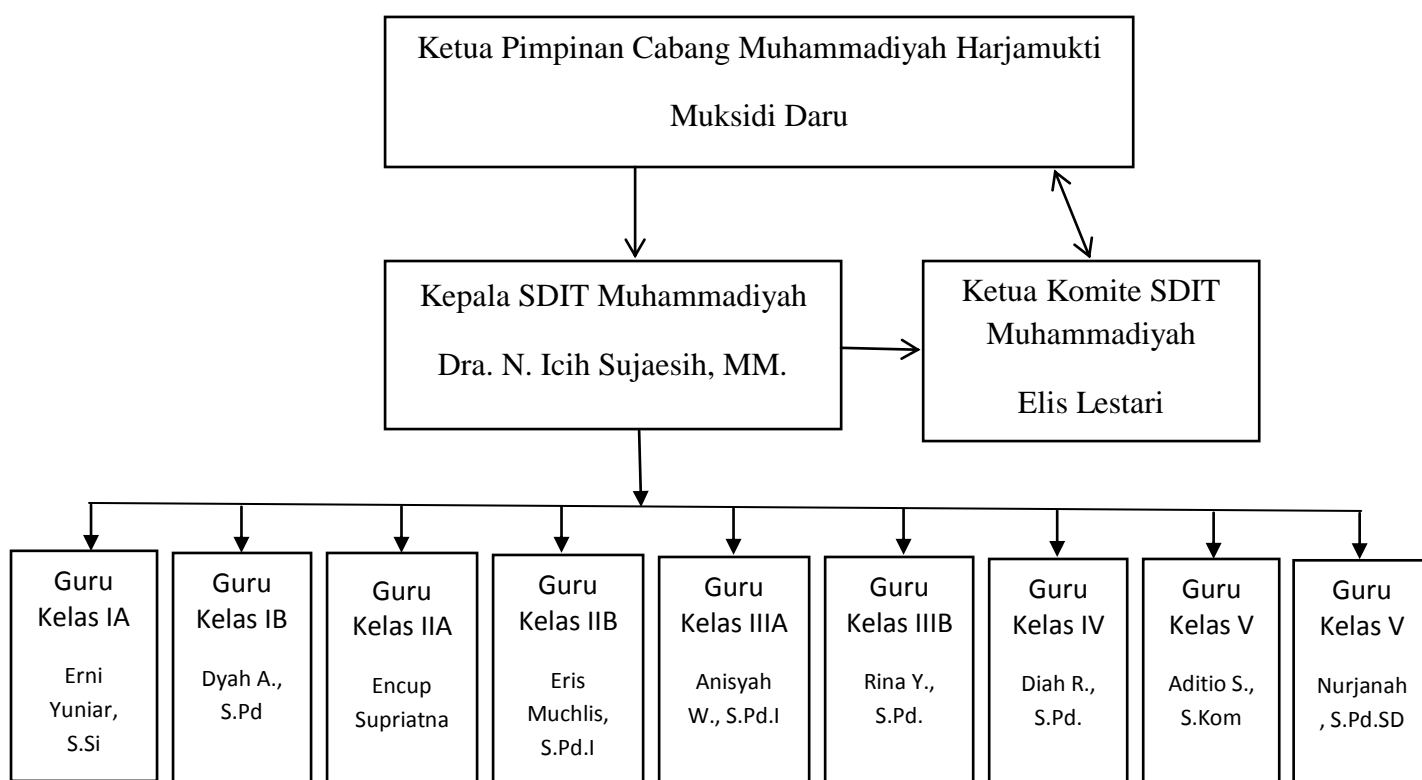 Ketua Pimpinan Cabang Muhammadiyah Harjamukti
Muksidi Daru
Kepala SDIT Muhammadiyah
Dra. N. Icih Sujaesih, MM.
Ketua Komite SDIT
Muhammadiyah
Elis Lestari
Guru
Kelas IA
Erni
Yuniar,
S.Si
Guru
Kelas IB
Dyah A.,
S.Pd
Guru
Kelas IIA
Encup
Supriatna
Guru
Kelas IIB
Eris
Muchlis,
S.Pd.I
Guru
Kelas IIIA
Anisyah
W., S.Pd.I
Guru
Kelas IIIB
Rina Y.,
S.Pd.
Guru
Kelas IV
Diah R.,
S.Pd.
Guru
Kelas V
Aditio S.,
S.Kom
Guru
Kelas V
Nurjanah
, S.Pd.SD